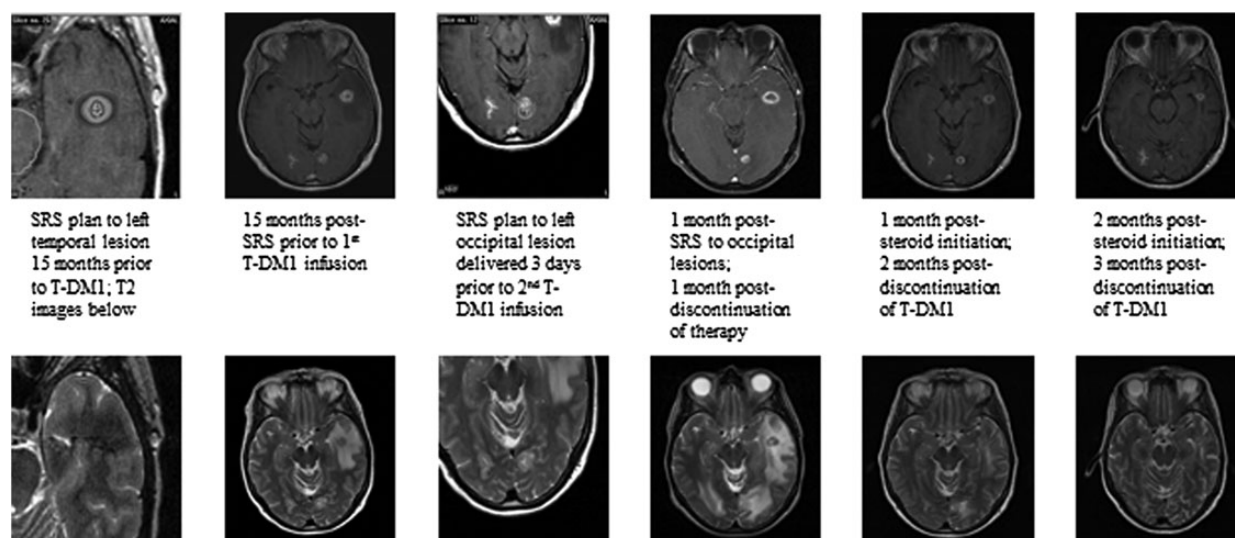 SRS plan to left
temporal lesion
15 months prior
to T-DM1; T2
images below
15 months post-
SRS prior to 1st
T-DM1 infusion
SRS plan to left
occipital lesion
delivered 3 days
prior to 2nd T-
DM1 infusion
1 month post-
SRS to occipital
lesions;
1 month post-
discontinuation
of therapy
1 month post-
steroid initiation;
2 months post-
discontinuation
of T-DM1
2 months post-
steroid initiation;
3 months post-
discontinuation
of T-DM1